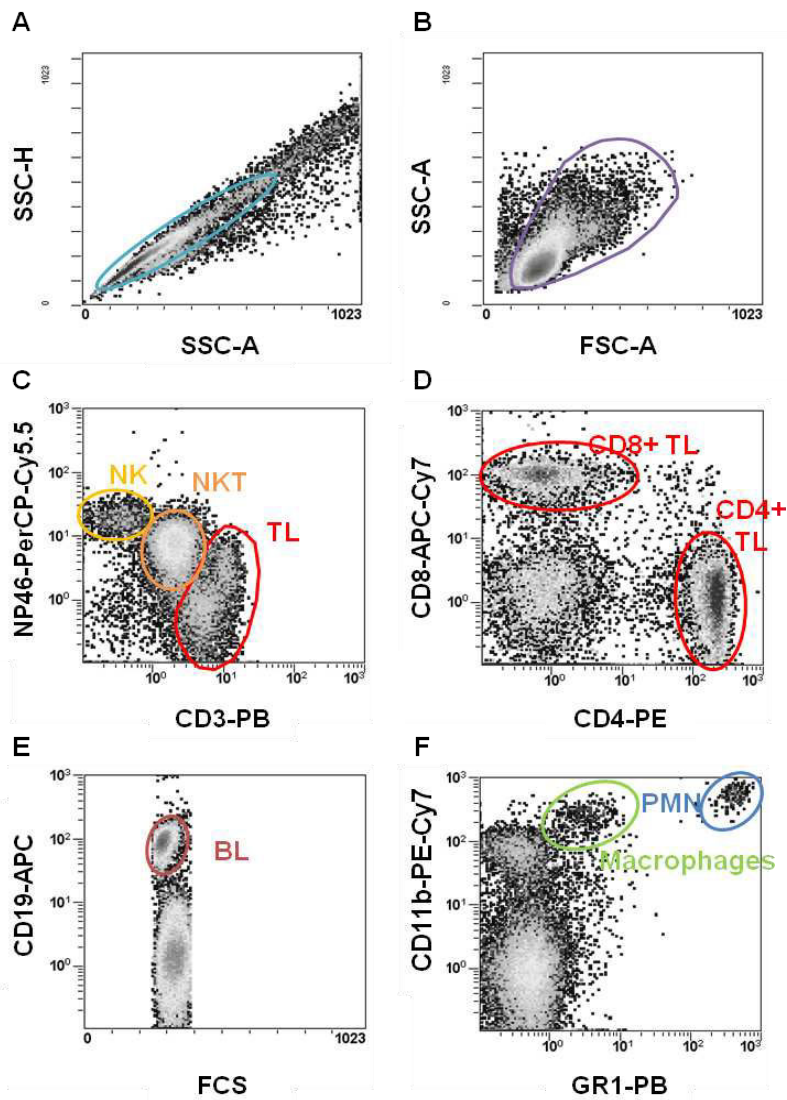 A
SSC-H
1023
0
0
1023
SSC-A
B
SSC-A
1023
0
0
1023
FSC-A
C
NP46-PerCP-Cy5.5
10³
10²
10¹
10⁰
NK
NKT
TL
10⁰
10¹
10²
10³
CD3-PB
D
CD8-APC-Cy7
10³
10²
10¹
10⁰
CD8+ TL
CD4+
TL
10⁰
10¹
10²
10³
CD4-PE
E
CD19-APC
10³
10²
10¹
10⁰
BL
0
1023
FCS
F
CD11b-PE-Cy7
10³
10²
10¹
10⁰
PMN
Macrophages
10⁰
10¹
10²
10³
GR1-PB